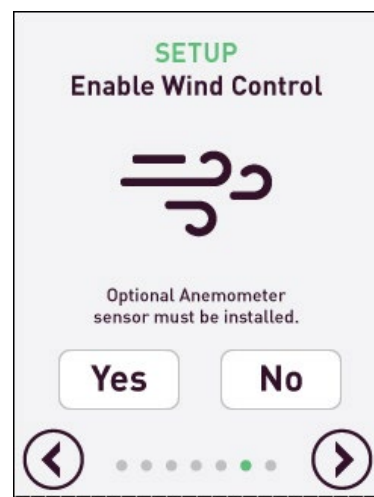 SETUP
Enable Wind Control
Optional Anemometer
sensor must be installed.
Yes No